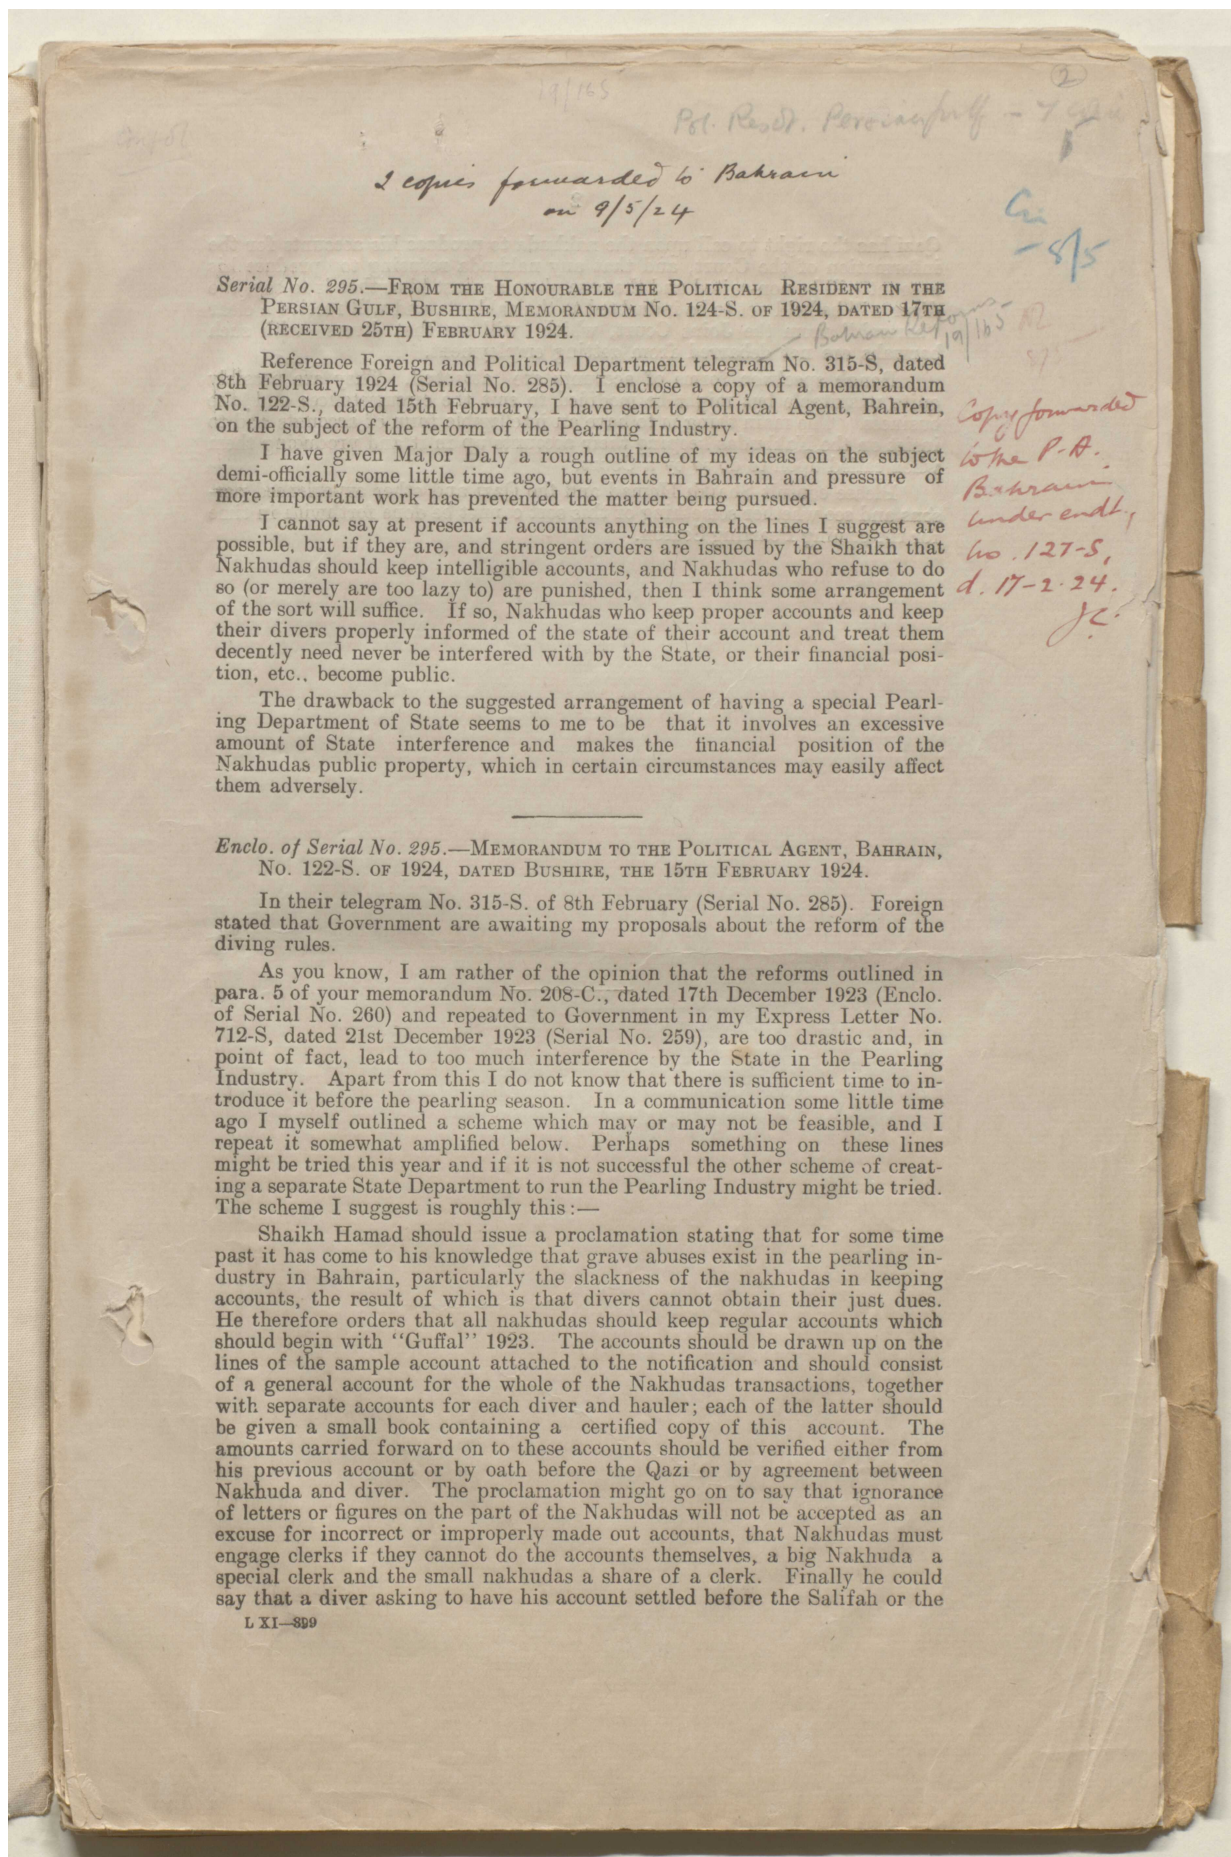 2
19/165
Pol. Resdt. Persian Gulf – 7
2 copies forwarded to Bahrain
on 9/5/24
– 8/5
Serial No. 295.—FROM THE HONOURABLE THE POLITICAL RESIDENT IN THE
PERSIAN GULF, BUSHIRE, MEMORANDUM No. 124-S. OF 1924, DATED 17TH
(RECEIVED 25TH) FEBRUARY 1924.
Bahrain Reforms
19/165
Reference Foreign and Political Department telegram No. 315-S, dated
8th February 1924 (Serial No. 285). I enclose a copy of a memorandum
No. 122-S., dated 15th February, I have sent to Political Agent, Bahrein,
on the subject of the reform of the Pearling Industry.
Copy forwarded
to the P.A.
Bahrain
under endt.,
No. 127-S,
d. 17-2-24.
I have given Major Daly a rough outline of my ideas on the subject
demi-officially some little time ago, but events in Bahrain and pressure of
more important work has prevented the matter being pursued.
I cannot say at present if accounts anything on the lines I suggest are
possible, but if they are, and stringent orders are issued by the Shaikh that
Nakhudas should keep intelligible accounts, and Nakhudas who refuse to do
so (or merely are too lazy to) are punished, then I think some arrangement
of the sort will suffice. If so, Nakhudas who keep proper accounts and keep
their divers properly informed of the state of their account and treat them
decently need never be interfered with by the State, or their financial posi-
tion, etc., become public.
The drawback to the suggested arrangement of having a special Pearl-
ing Department of State seems to me to be that it involves an excessive
amount of State interference and makes the financial position of the
Nakhudas public property, which in certain circumstances may easily affect
them adversely.
Enclo. of Serial No. 295.—MEMORANDUM TO THE POLITICAL AGENT, BAHRAIN,
No. 122-S. OF 1924, DATED BUSHIRE, THE 15TH FEBRUARY 1924.
In their telegram No. 315-S. of 8th February (Serial No. 285). Foreign
stated that Government are awaiting my proposals about the reform of the
diving rules.
As you know, I am rather of the opinion that the reforms outlined in
para. 5 of your memorandum No. 208-C., dated 17th December 1923 (Enclo.
of Serial No. 260) and repeated to Government in my Express Letter No.
712-S, dated 21st December 1923 (Serial No. 259), are too drastic and, in
point of fact, lead to too much interference by the State in the Pearling
Industry. Apart from this I do not know that there is sufficient time to in-
troduce it before the pearling season. In a communication some little time
ago I myself outlined a scheme which may or may not be feasible, and I
repeat it somewhat amplified below. Perhaps something on these lines
might be tried this year and if it is not successful the other scheme of creat-
ing a separate State Department to run the Pearling Industry might be tried.
The scheme I suggest is roughly this :—
Shaikh Hamad should issue a proclamation stating that for some time
past it has come to his knowledge that grave abuses exist in the pearling in-
dustry in Bahrain, particularly the slackness of the nakhudas in keeping
accounts, the result of which is that divers cannot obtain their just dues.
He therefore orders that all nakhudas should keep regular accounts which
should begin with "Guffal" 1923. The accounts should be drawn up on the
lines of the sample account attached to the notification and should consist
of a general account for the whole of the Nakhudas transactions, together
with separate accounts for each diver and hauler; each of the latter should
be given a small book containing a certified copy of this account. The
amounts carried forward on to these accounts should be verified either from
his previous account or by oath before the Qazi or by agreement between
Nakhuda and diver. The proclamation might go on to say that ignorance
of letters or figures on the part of the Nakhudas will not be accepted as an
excuse for incorrect or improperly made out accounts, that Nakhudas must
engage clerks if they cannot do the accounts themselves, a big Nakhuda a
special clerk and the small nakhudas a share of a clerk. Finally he could
say that a diver asking to have his account settled before the Salifah or the
L XI—399